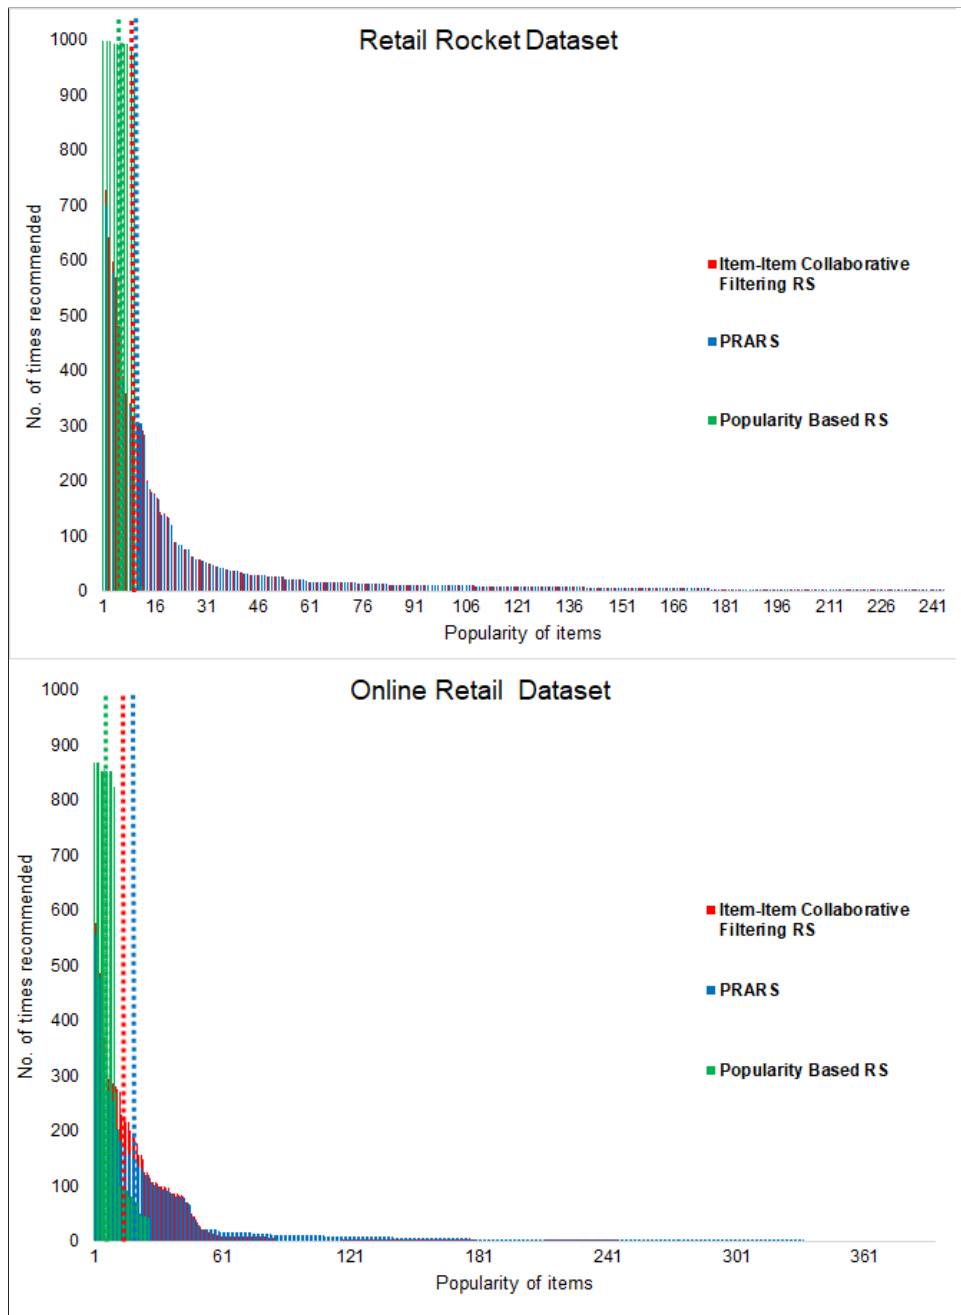 Retail Rocket Dataset
1000
900
800
700
600
500
400
300
200
100
0
No. of times recommended
Item-Item Collaborative
Filtering RS
PRARS
Popularity Based RS
1 16 31 46 61 76 91 106 121 136 151 166 181 196 211 226 241
Popularity of items
Online Retail Dataset
1000
900
800
700
600
500
400
300
200
100
0
No. of times recommended
Item-Item Collaborative
Filtering RS
PRARS
Popularity Based RS
1 61 121 181 241 301 361
Popularity of items